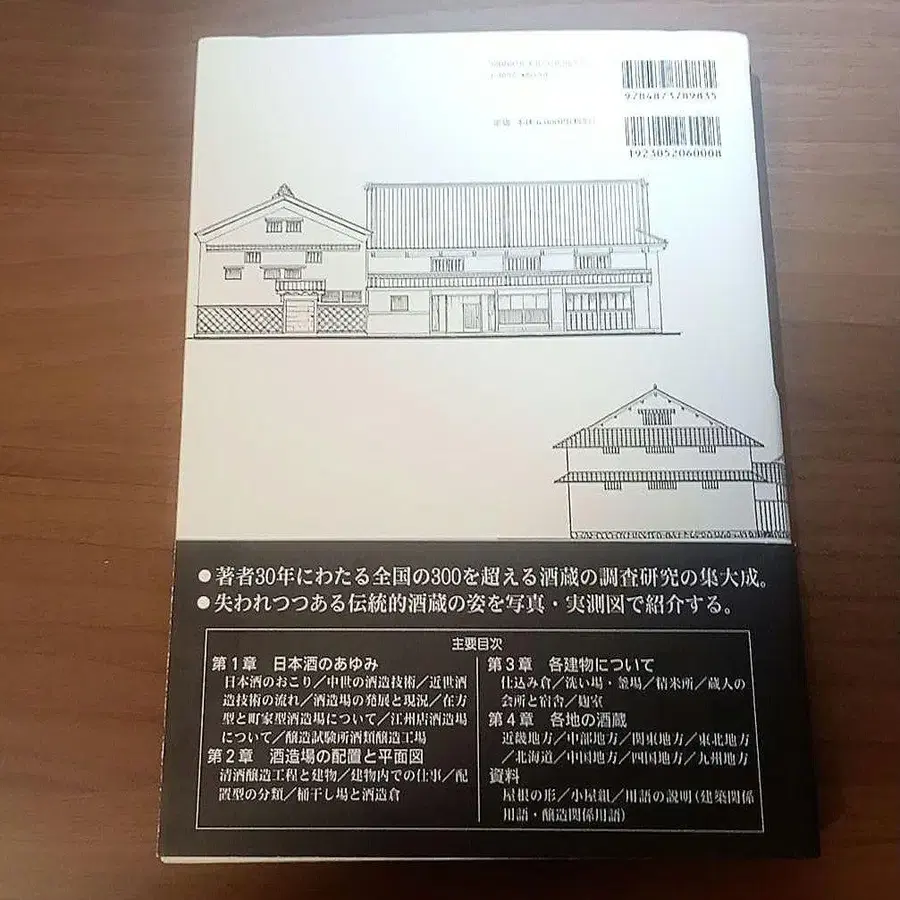 9784873789835
1923052060008
●著者30年にわたる全国の300を超える酒蔵の調査研究の集大成。
●失われつつある伝統的酒蔵の姿を写真・実測図で紹介する。
主要目次
第1章 日本酒のあゆみ
日本酒のおこり／中世の酒造技術／近世酒
造技術の流れ／酒造場の発展と現況／在方
型と町家型酒造場について／江州店酒造場
について／醸造試験所酒類醸造工場
第2章 酒造場の配置と平面図
清酒醸造工程と建物／建物内での仕事／配
置型の分類／桶干し場と酒造倉
第3章 各建物について
仕込み倉／洗い場・釜場／精米所／蔵人の
会所と宿舎／麹室
第4章 各地の酒蔵
近畿地方／中部地方／関東地方／東北地方
／北海道／中国地方／四国地方／九州地方
資料
屋根の形／小屋組／用語の説明（建築関係
用語・醸造関係用語）